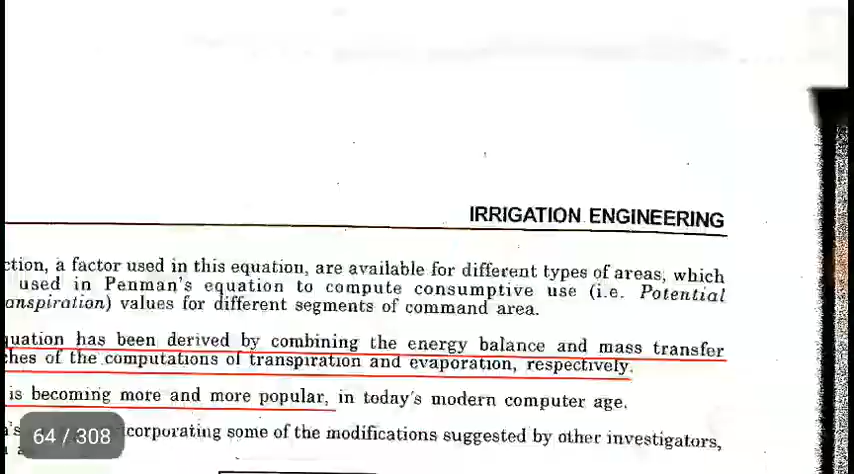 IRRIGATION ENGINEERING
ction, a factor used in this equation, are available for different types of areas, which
used in Penman's equation to compute consumptive use (i.e. Potential
anspiration) values for different segments of command area.
quation has been derived by combining the energy balance and mass transfer
ches of the computations of transpiration and evaporation, respectively.
is becoming more and more popular, in today's modern computer age.
corporating some of the modifications suggested by other investigators,
64 / 308